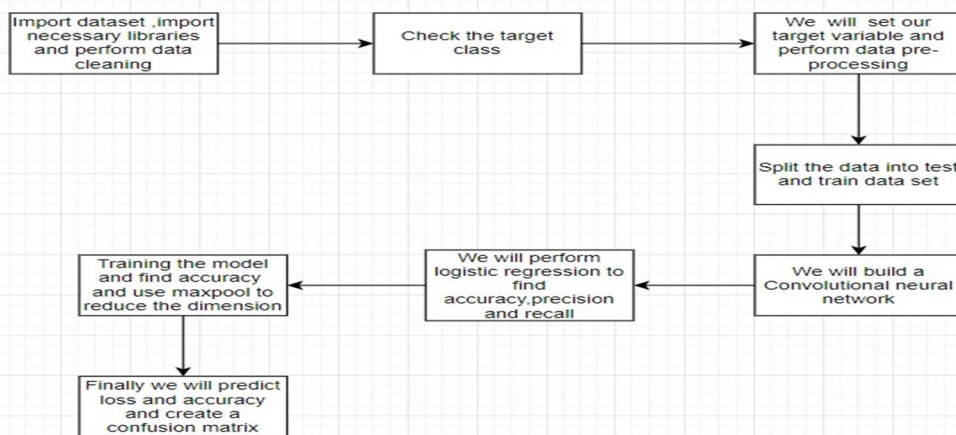 Import dataset ,import
necessary libraries
and perform data
cleaning
Check the target
class
We will set our
target variable and
perform data pre-
processing
Split the data into test
and train data set
We will build a
Convolutional neural
network
We will perform
logistic regression to
find
accuracy,precision
and recall
Training the model
and find accuracy
and use maxpool to
reduce the dimension
Finally we will predict
loss and accuracy
and create a
confusion matrix